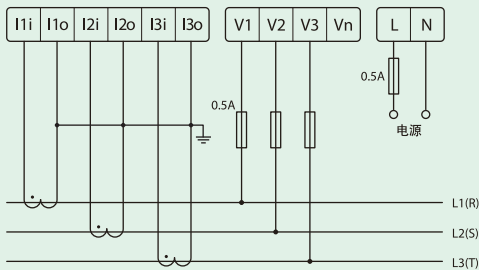 I1i I1o I2i I2o I3i I3o V1 V2 V3 Vn L N
0.5A
0.5A
电源
L1(R)
L2(S)
L3(T)